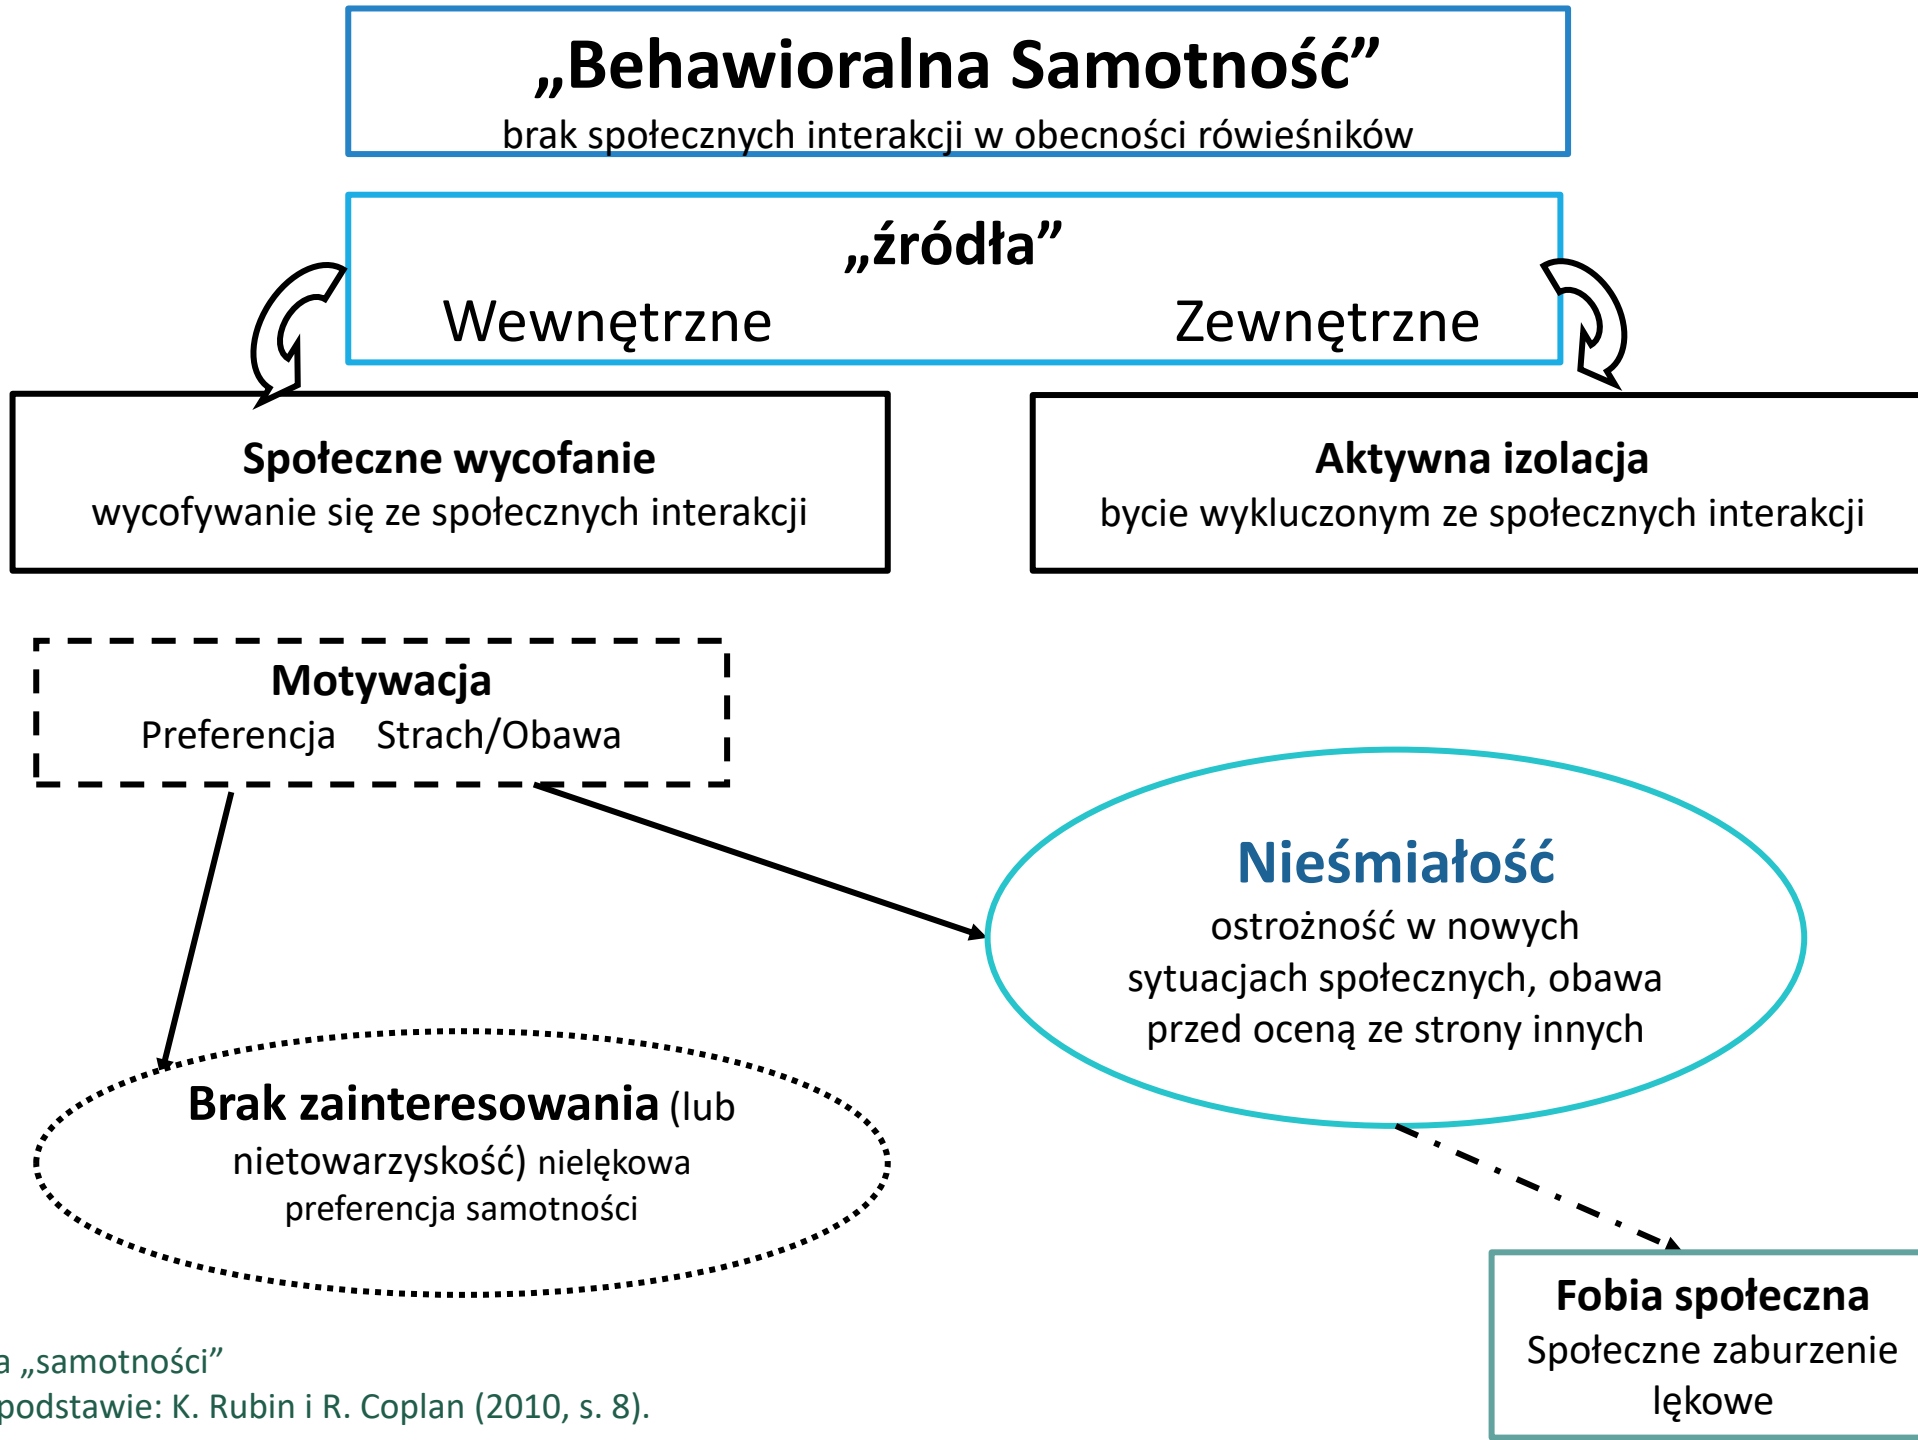 „Behawioralna Samotność”
brak społecznych interakcji w obecności rówieśników
„źródła”
Wewnętrzne Zewnętrzne
Społeczne wycofanie
wycofywanie się ze społecznych interakcji
Aktywna izolacja
bycie wykluczonym ze społecznych interakcji
Motywacja
Preferencja Strach/Obawa
Nieśmiałość
ostrożność w nowych
sytuacjach społecznych, obawa
przed oceną ze strony innych
Brak zainteresowania (lub
nietowarzyskość) nielękowa
preferencja samotności
Fobia społeczna
Społeczne zaburzenie
lękowe
a „samotności”
podstawie: K. Rubin i R. Coplan (2010, s. 8).